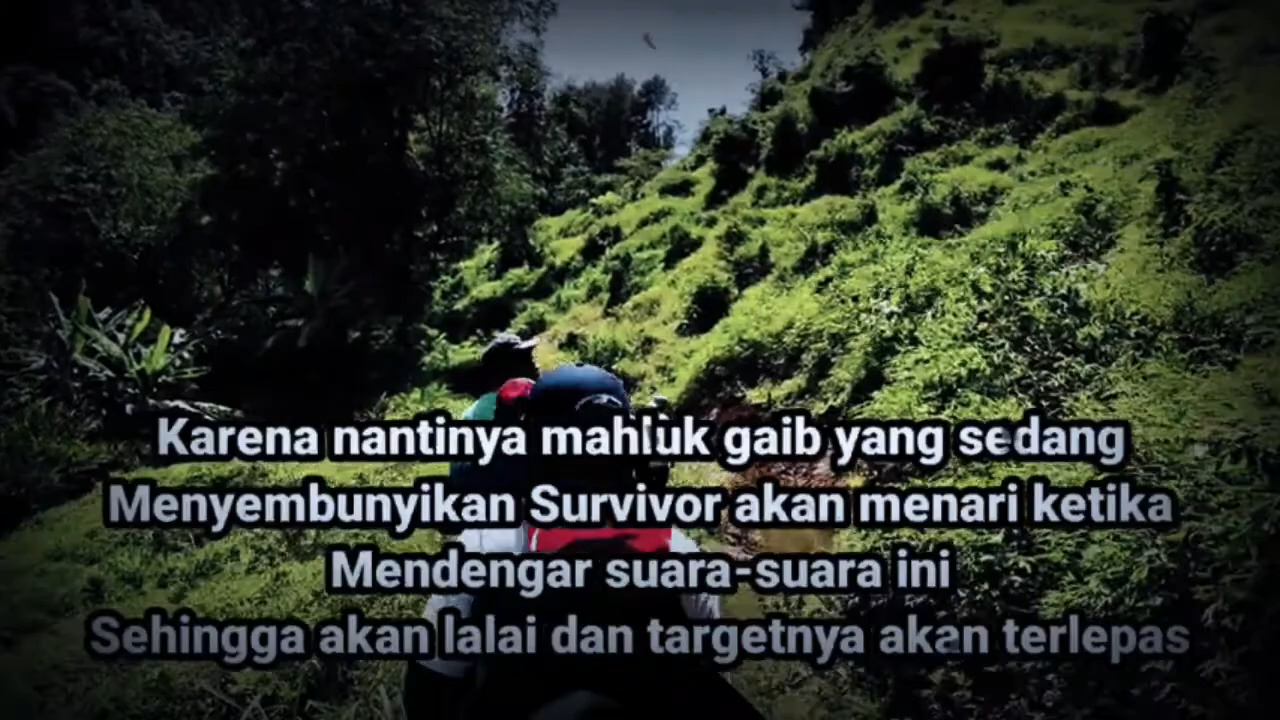 Karena nantinya mahluk gaib yang sedang
Menyembunyikan Survivor akan menari ketika
Mendengar suara-suara ini
Sehingga akan lalai dan targetnya akan terlepas